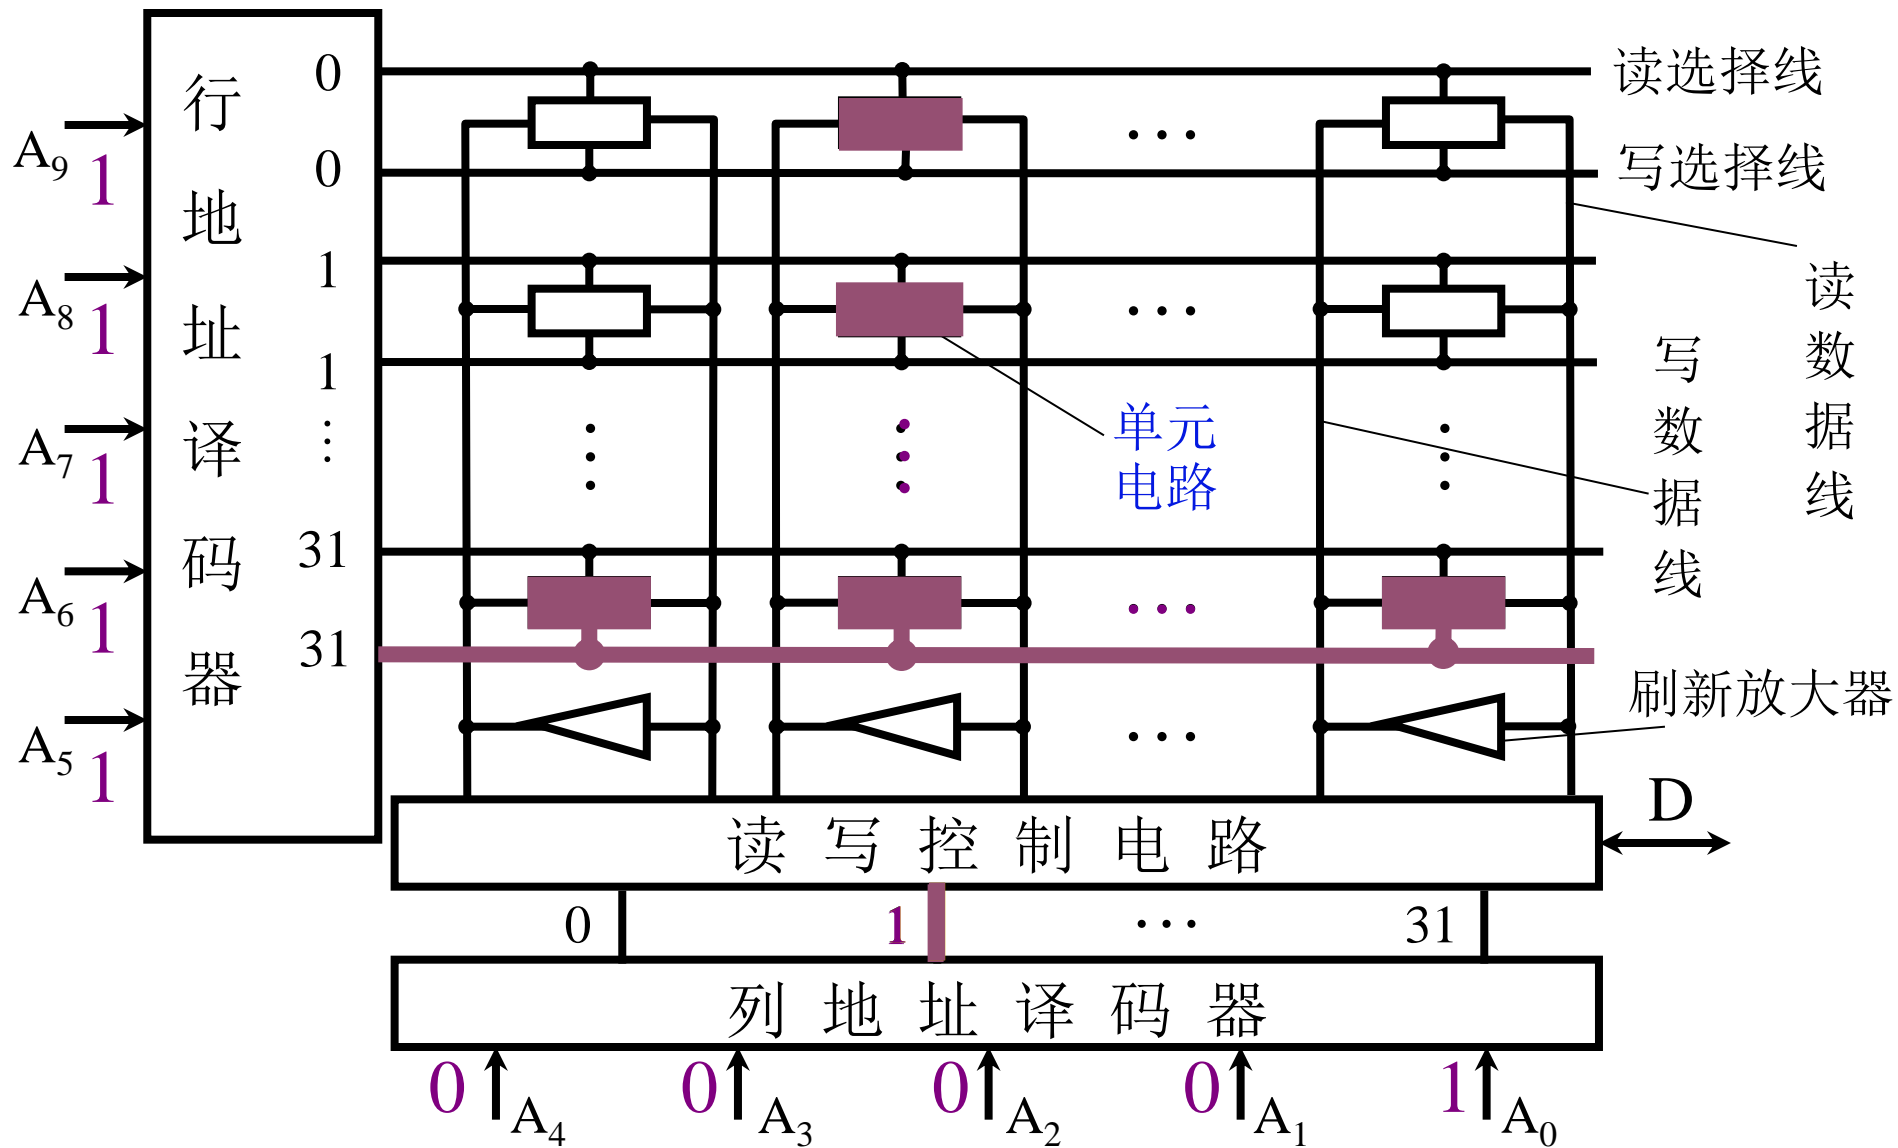 行地址译码器
A9 1
A8 1
A7 1
A6 1
A5 1
0
0
1
1
⋮
31
31
读选择线
写选择线
读数据线
写数据线
单元
电路
刷新放大器
D
读写控制电路
0 1 … 31
列地址译码器
0 0 0 0 1
A4 A3 A2 A1 A0